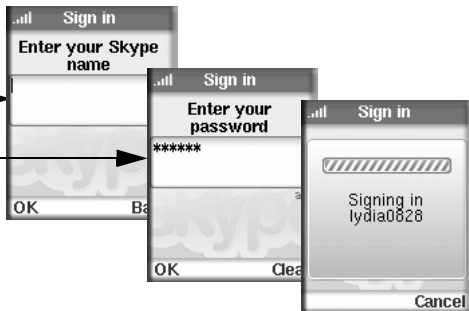 Sign in
Enter your Skype
name
OK
Sign in
Enter your
password
******
OK
Sign in
Signing in
lydia0828
Cancel